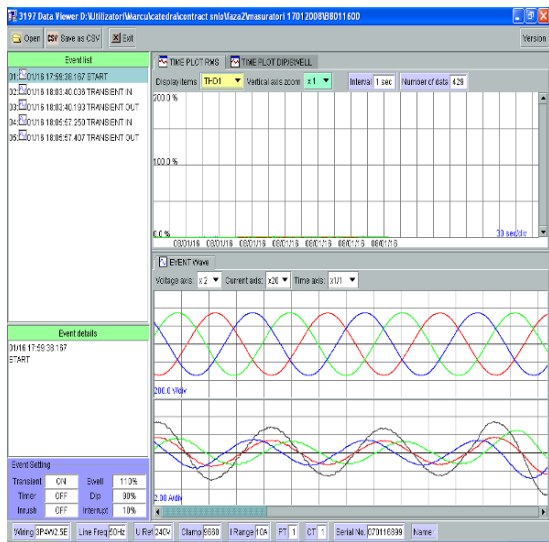 3197 Data Viewer D:\Utilizatori\Marcu\catedra\contract snlo\faza2\masuratori 17012008\B8011600
Open CSV Save as CSV Exit Version
Event list
01: 01/16 17:59:38.167 START
02: 01/16 18:03:40.036 TRANSIENT IN
03: 01/16 18:03:40.193 TRANSIENT OUT
04: 01/16 18:05:57.250 TRANSIENT IN
05: 01/16 18:05:57.407 TRANSIENT OUT
TIME PLOT RMS TIME PLOT DIP/SWELL
Display items: THD1 Vertical axis zoom: x1 Interval 1 sec Number of data 429
200.0 %
100.0 %
0.0 %
30 sec/div
08/01/16 08/01/16 08/01/16 08/01/16 08/01/16 08/01/16 08/01/16
EVENT Wave
Voltage axis: x2 Current axis: x20 Time axis: x1/1
200.0 V/div
2.00 A/div
Event details
01/16 17:59:38.167
START
Event Setting
Transient ON Swell 110%
Timer OFF Dip 90%
Inrush OFF Interrupt 10%
Wiring 3P4W2.5E Line Freq 50Hz U Ref 240V Clamp 9660 I Range 10A PT 1 CT 1 Serial No. 070116899 Name: